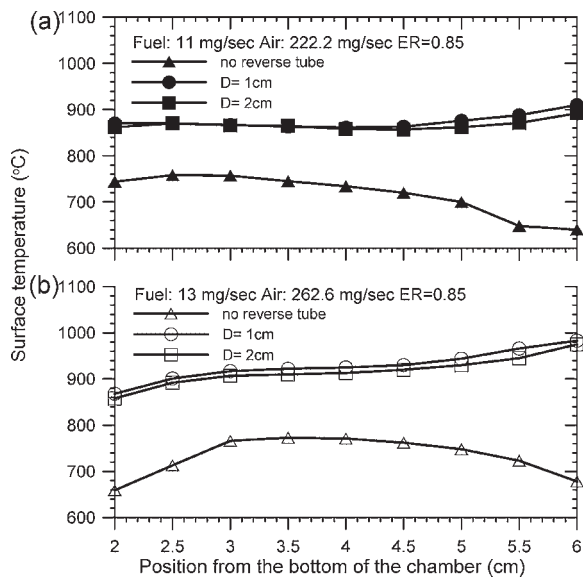 (a)
1100
1000
900
800
700
600
Fuel: 11 mg/sec Air: 222.2 mg/sec ER=0.85
no reverse tube
D= 1cm
D= 2cm
Surface temperature (°C)
(b)
1100
1000
900
800
700
600
Fuel: 13 mg/sec Air: 262.6 mg/sec ER=0.85
no reverse tube
D= 1cm
D= 2cm
2 2.5 3 3.5 4 4.5 5 5.5 6
Position from the bottom of the chamber (cm)